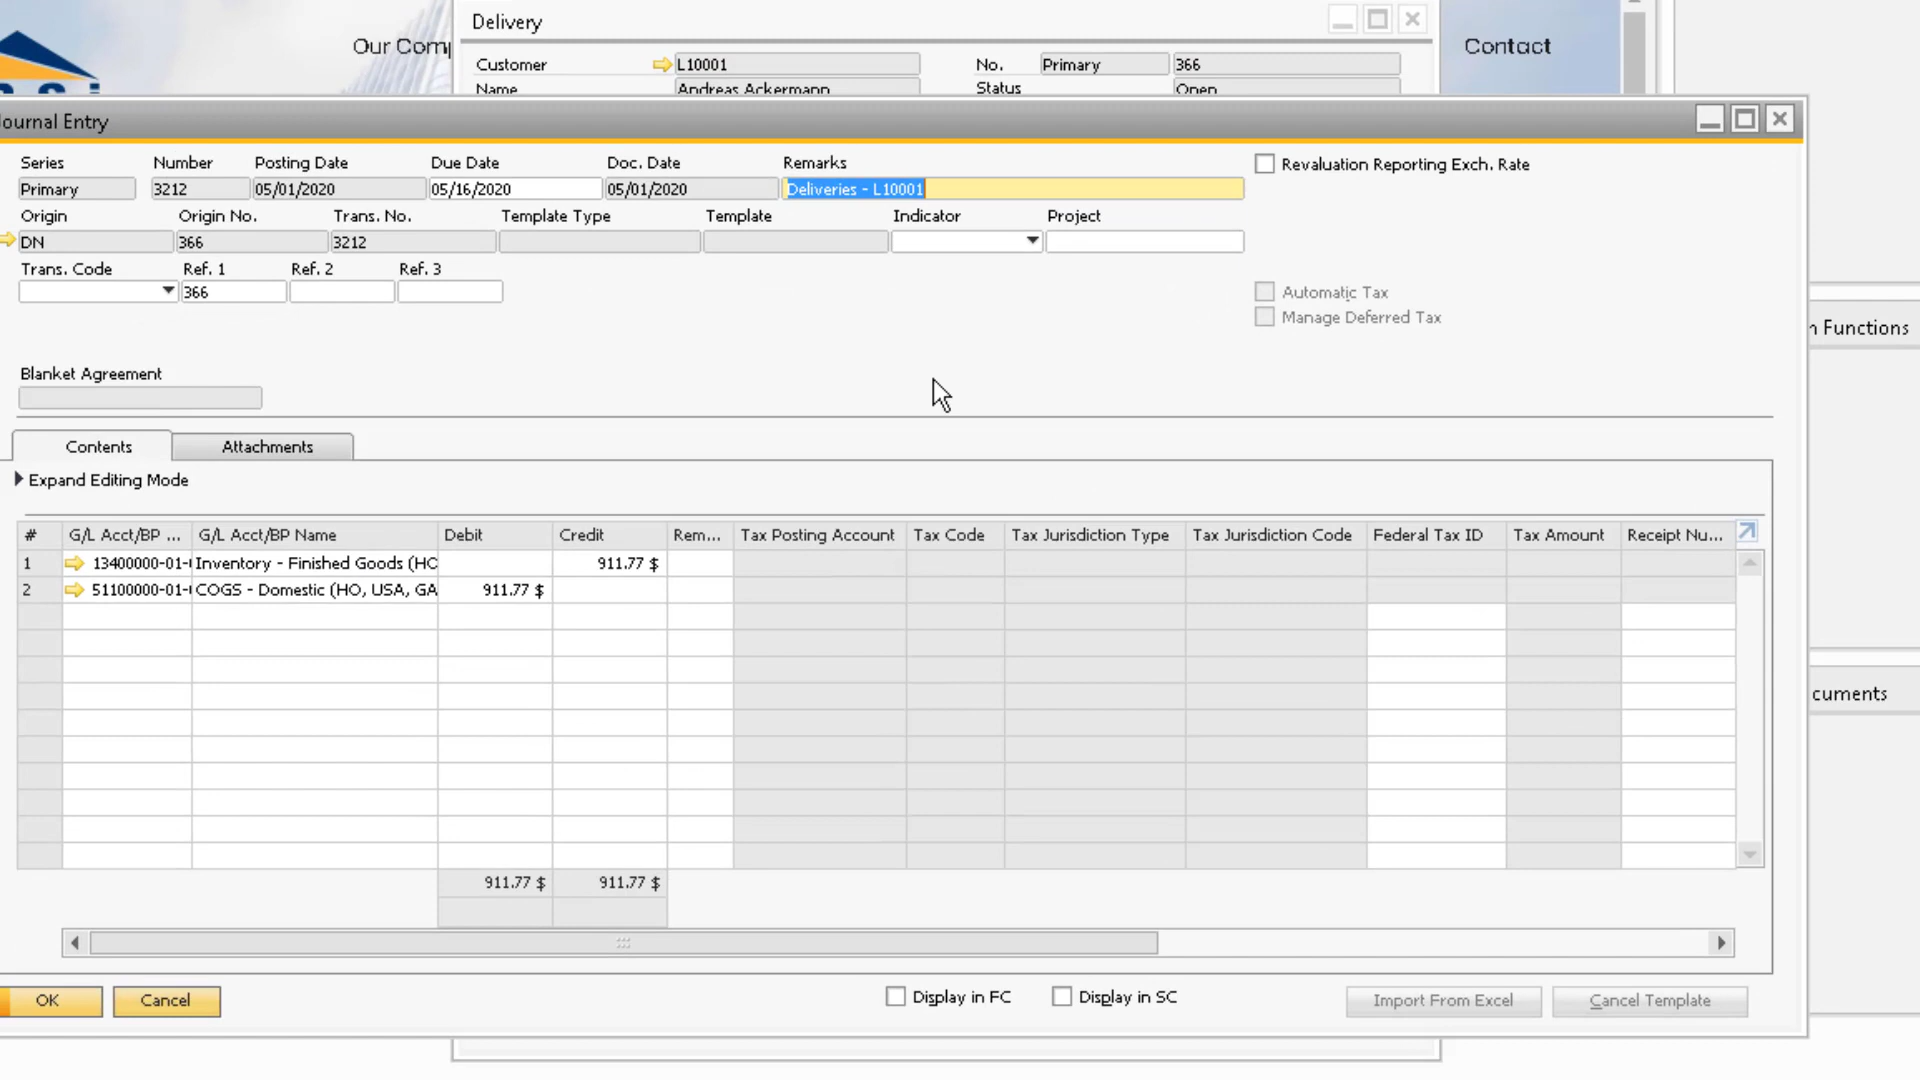 Our Comp
Contact
Delivery
Customer L10001 No. Primary 366
Name Andreas Ackermann Status Open
Journal Entry
Series Number Posting Date Due Date Doc. Date Remarks
Revaluation Reporting Exch. Rate
Primary 3212 05/01/2020 05/16/2020 05/01/2020 Deliveries - L10001
Origin Origin No. Trans. No. Template Type Template Indicator Project
DN 366 3212
Trans. Code Ref. 1 Ref. 2 Ref. 3
366
Automatic Tax
Manage Deferred Tax
n Functions
Blanket Agreement
Contents Attachments
Expand Editing Mode
# G/L Acct/BP ... G/L Acct/BP Name Debit Credit Rem... Tax Posting Account Tax Code Tax Jurisdiction Type Tax Jurisdiction Code Federal Tax ID Tax Amount Receipt Nu...
1 13400000-01-( Inventory - Finished Goods (HC 911.77 $
2 51100000-01-( COGS - Domestic (HO, USA, GA 911.77 $
cuments
911.77 $ 911.77 $
OK Cancel Display in FC Display in SC Import From Excel Cancel Template